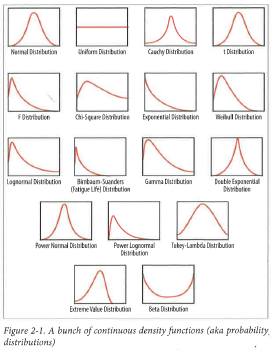 Normal Distribution
Uniform Distribution
Cauchy Distribution
t Distribution
F Distribution
Chi-Square Distribution
Exponential Distribution
Weibull Distribution
Lognormal Distribution
Birnbaum-Saunders
(Fatigue Life) Distribution
Gamma Distribution
Double Exponential
Distribution
Power Normal Distribution
Power Lognormal
Distribution
Tukey-Lambda Distribution
Extreme Value Distribution
Beta Distribution
Figure 2-1. A bunch of continuous density functions (aka probability
distributions)